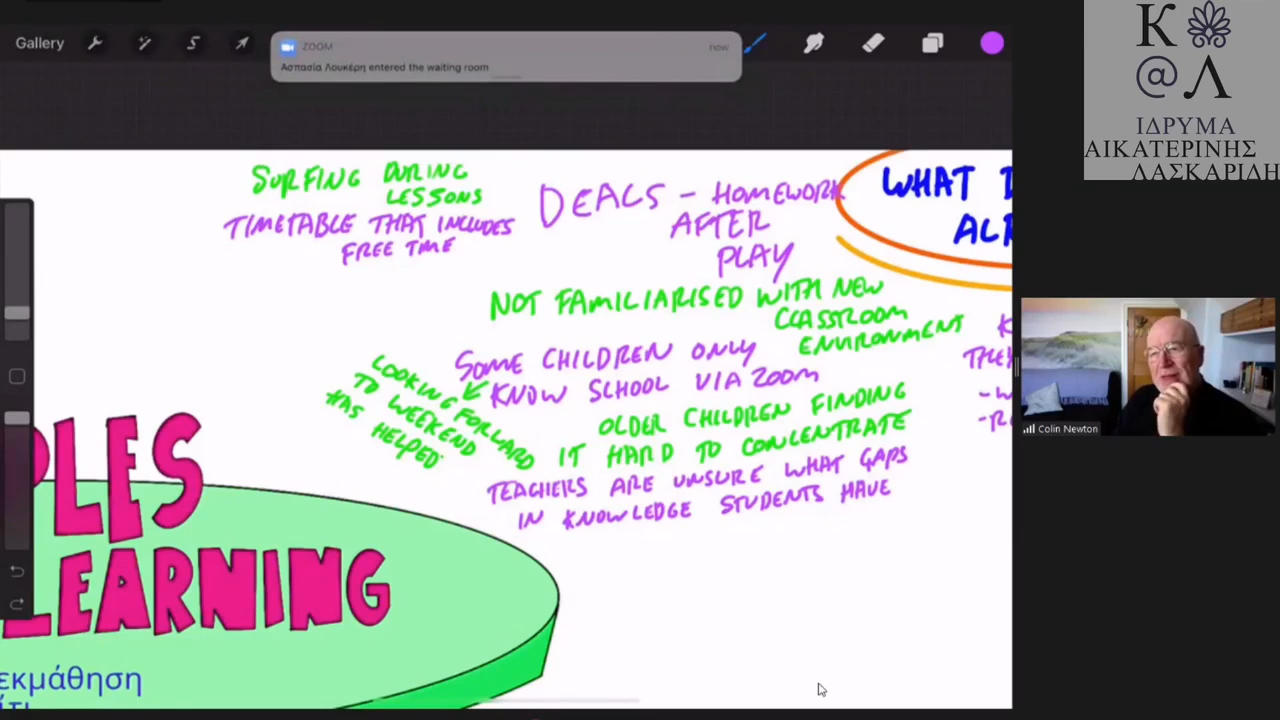 Gallery
ZOOM
now
Ασπασία Λουκέρη entered the waiting room
Κ
@ Λ
ΙΔΡΥΜΑ
ΑΙΚΑΤΕΡΙΝΗΣ
ΛΑΣΚΑΡΙΔΗ
SURFING DURING
LESSONS
TIMETABLE THAT INCLUDES
FREE TIME
DEALS - HOMEWORK
AFTER
PLAY
WHAT
NOT FAMILIARISED WITH NEW
CLASSROOM
ENVIRONMENT
SOME CHILDREN ONLY
KNOW SCHOOL VIA ZOOM
LOOKING FORWARD
TO WEEKEND
HAS HELPED
OLDER CHILDREN FINDING
IT HARD TO CONCENTRATE
TEACHERS ARE UNSURE WHAT GAPS
IN KNOWLEDGE STUDENTS HAVE
PLES
LEARNING
εκμάθηση
Colin Newton